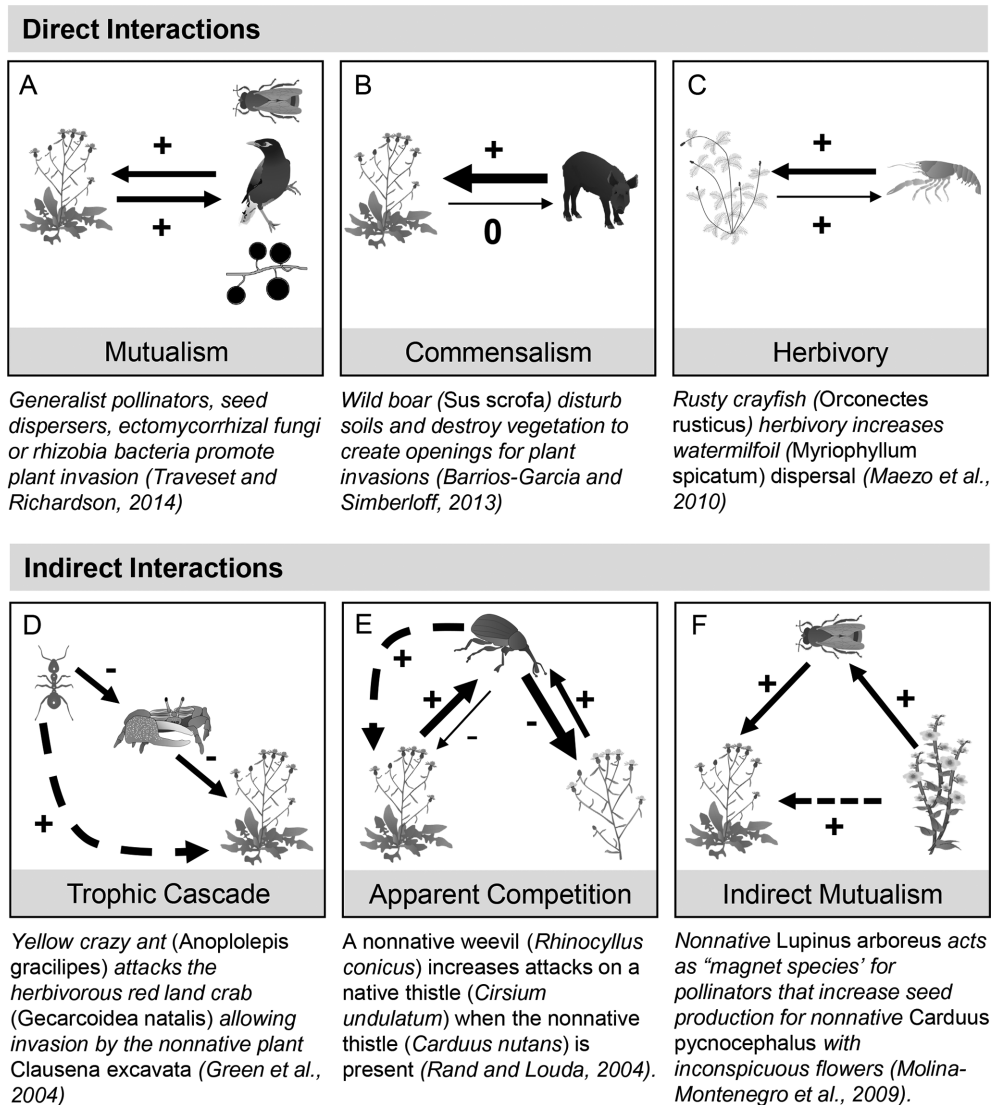 Direct Interactions
A
+
+
Mutualism
B
+
0
Commensalism
C
+
+
Herbivory
Generalist pollinators, seed
dispersers, ectomycorrhizal fungi
or rhizobia bacteria promote
plant invasion (Traveset and
Richardson, 2014)
Wild boar (Sus scrofa) disturb
soils and destroy vegetation to
create openings for plant
invasions (Barrios-Garcia and
Simberloff, 2013)
Rusty crayfish (Orconectes
rusticus) herbivory increases
watermilfoil (Myriophyllum
spicatum) dispersal (Maezo et al.,
2010)
Indirect Interactions
D
-
-
+
Trophic Cascade
E
+
+
-
-
+
Apparent Competition
F
+
+
+
Indirect Mutualism
Yellow crazy ant (Anoplolepis
gracilipes) attacks the
herbivorous red land crab
(Gecarcoidea natalis) allowing
invasion by the nonnative plant
Clausena excavata (Green et al.,
2004)
A nonnative weevil (Rhinocyllus
conicus) increases attacks on a
native thistle (Cirsium
undulatum) when the nonnative
thistle (Carduus nutans) is
present (Rand and Louda, 2004).
Nonnative Lupinus arboreus acts
as “magnet species’ for
pollinators that increase seed
production for nonnative Carduus
pycnocephalus with
inconspicuous flowers (Molina-
Montenegro et al., 2009).